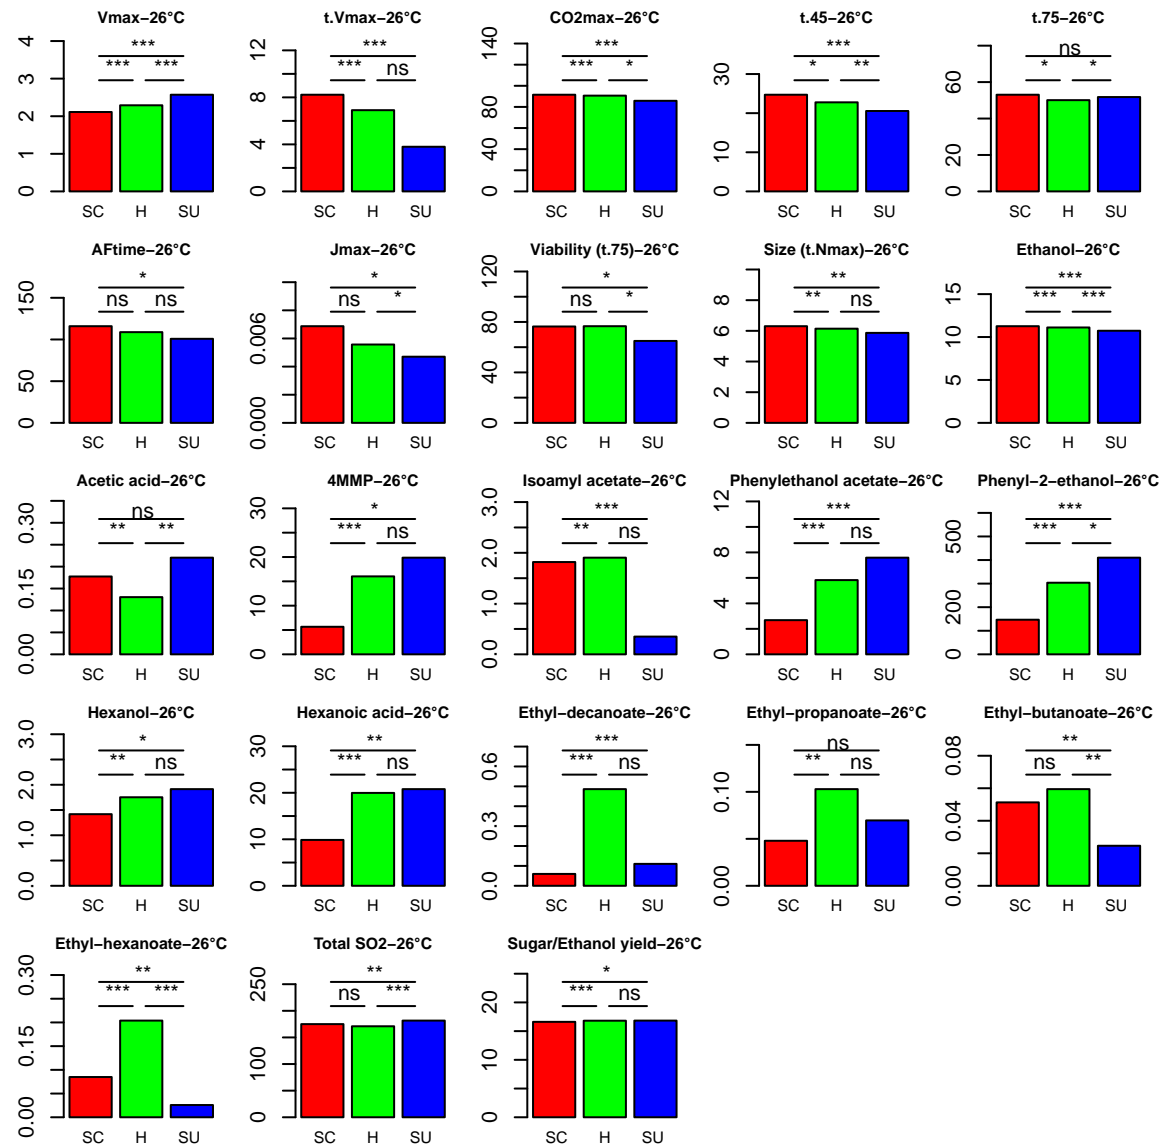 Vmax−26°C
***
*** ***
0 1 2 3 4
SC H SU
t.Vmax−26°C
***
*** ns
0 4 8 12
SC H SU
CO2max−26°C
***
*** *
0 40 80 140
SC H SU
t.45−26°C
***
* **
0 10 30
SC H SU
t.75−26°C
ns
* *
0 20 60
SC H SU
AFtime−26°C
*
ns ns
0 50 150
SC H SU
Jmax−26°C
*
ns *
0.000 0.006
SC H SU
Viability (t.75)−26°C
*
ns *
0 40 80 120
SC H SU
Size (t.Nmax)−26°C
**
** ns
0 2 4 6 8
SC H SU
Ethanol−26°C
***
*** ***
0 5 10 15
SC H SU
Acetic acid−26°C
ns
** **
0.00 0.15 0.30
SC H SU
4MMP−26°C
*
*** ns
0 10 20 30
SC H SU
Isoamyl acetate−26°C
***
** ns
0.0 1.0 2.0 3.0
SC H SU
Phenylethanol acetate−26°C
***
*** ns
0 4 8 12
SC H SU
Phenyl−2−ethanol−26°C
***
*** *
0 200 500
SC H SU
Hexanol−26°C
*
** ns
0.0 1.0 2.0 3.0
SC H SU
Hexanoic acid−26°C
**
*** ns
0 10 20 30
SC H SU
Ethyl−decanoate−26°C
***
*** ns
0.0 0.3 0.6
SC H SU
Ethyl−propanoate−26°C
ns
** ns
0.00 0.10
SC H SU
Ethyl−butanoate−26°C
**
ns **
0.00 0.04 0.08
SC H SU
Ethyl−hexanoate−26°C
**
*** ***
0.00 0.15 0.30
SC H SU
Total SO2−26°C
**
ns ***
0 100 250
SC H SU
Sugar/Ethanol yield−26°C
*
*** ns
0 10 20
SC H SU